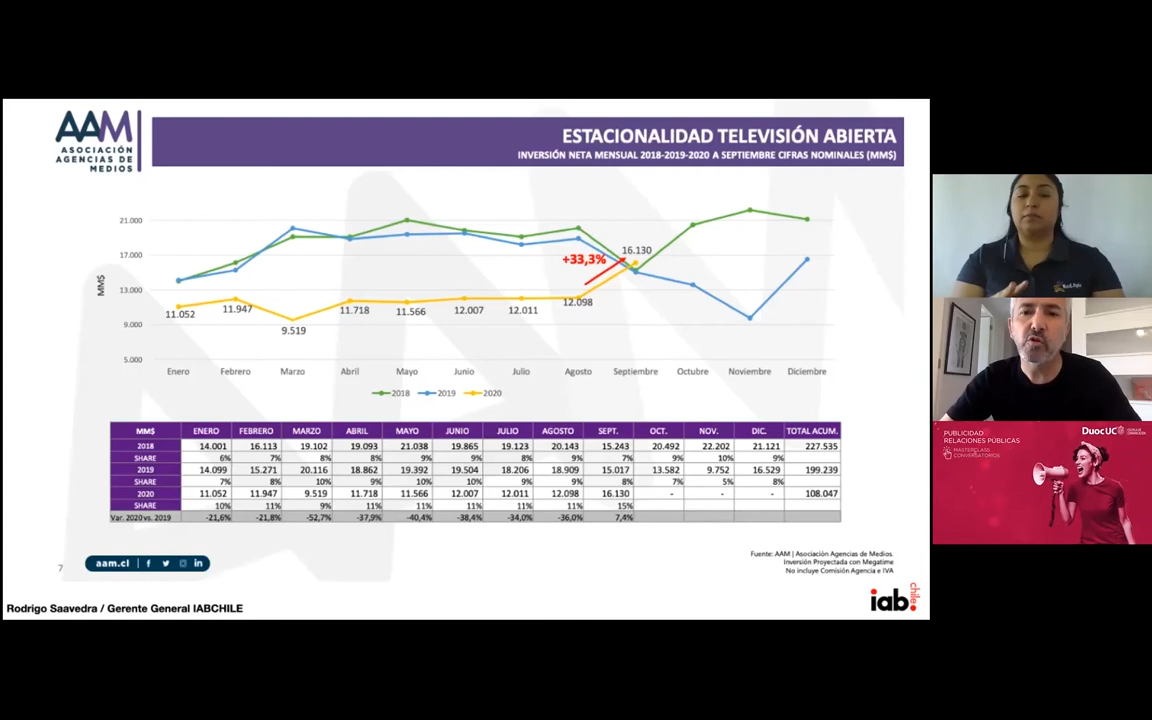 AAM
ASOCIACIÓN
AGENCIAS DE
MEDIOS
ESTACIONALIDAD TELEVISIÓN ABIERTA
INVERSIÓN NETA MENSUAL 2018-2019-2020 A SEPTIEMBRE CIFRAS NOMINALES (MM$)
MM$
21.000
17.000
13.000
9.000
5.000
11.052
11.947
9.519
11.718
11.566
12.007
12.011
12.098
+33,3%
16.130
Enero Febrero Marzo Abril Mayo Junio Julio Agosto Septiembre Octubre Noviembre Diciembre
2018 2019 2020
MM$ ENERO FEBRERO MARZO ABRIL MAYO JUNIO JULIO AGOSTO SEPT. OCT. NOV. DIC. TOTAL ACUM.
2018 14.001 16.113 19.102 19.093 21.038 19.865 19.123 20.143 15.243 20.492 22.202 21.121 227.535
SHARE 6% 7% 8% 8% 9% 9% 8% 9% 7% 9% 10% 9%
2019 14.099 15.271 20.116 18.862 19.392 19.504 18.206 18.909 15.017 13.582 9.752 16.529 199.239
SHARE 7% 8% 10% 9% 10% 10% 9% 9% 8% 7% 5% 8%
2020 11.052 11.947 9.519 11.718 11.566 12.007 12.011 12.098 16.130 - - - 108.047
SHARE 10% 11% 9% 11% 11% 11% 11% 11% 15%
Var. 2020 vs. 2019 -21,6% -21,8% -52,7% -37,9% -40,4% -38,4% -34,0% -36,0% 7,4%
7
aam.cl
Fuente: AAM | Asociación Agencias de Medios.
Inversión Proyectada con Megatime
No incluye Comisión Agencia e IVA
Rodrigo Saavedra / Gerente General IABCHILE
iab.
chile
PUBLICIDAD
RELACIONES PÚBLICAS
MASTERCLASS
CONVERSATORIOS
DuocUC